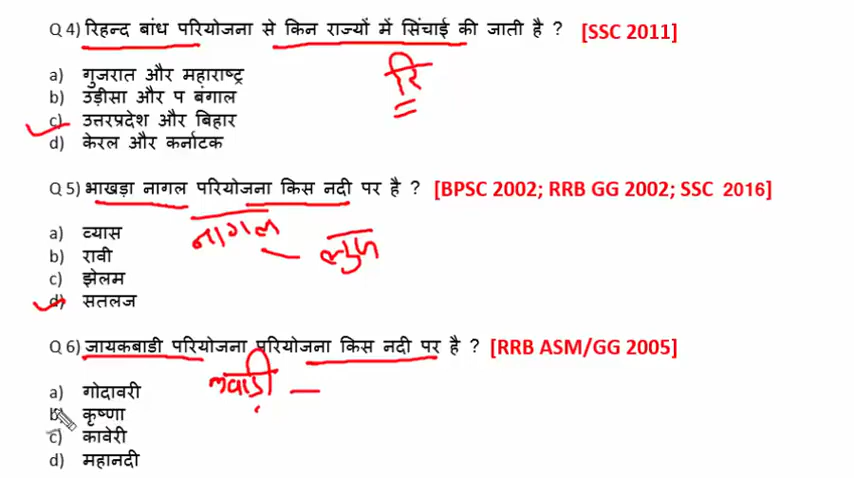 Q 4) रिहन्द बांध परियोजना से किन राज्यों में सिंचाई की जाती है ? [SSC 2011]
a) गुजरात और महाराष्ट्र
रि
b) उड़ीसा और प बंगाल
c) उत्तरप्रदेश और बिहार
d) केरल और कर्नाटक
Q 5) भाखड़ा नागल परियोजना किस नदी पर है ? [BPSC 2002; RRB GG 2002; SSC 2016]
a) व्यास
नागल
b) रावी
c) झेलम
d) सतलज
Q 6) जायकबाडी परियोजना परियोजना किस नदी पर है ? [RRB ASM/GG 2005]
a) गोदावरी
b) कृष्णा
c) कावेरी
d) महानदी